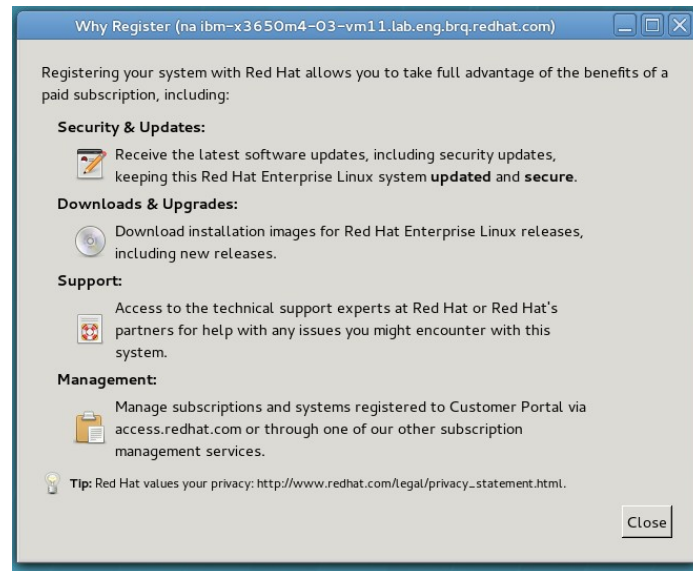 Why Register (na ibm-x3650m4-03-vm11.lab.eng.brq.redhat.com)
Registering your system with Red Hat allows you to take full advantage of the benefits of a
paid subscription, including:
Security & Updates:
Receive the latest software updates, including security updates,
keeping this Red Hat Enterprise Linux system updated and secure.
Downloads & Upgrades:
Download installation images for Red Hat Enterprise Linux releases,
including new releases.
Support:
Access to the technical support experts at Red Hat or Red Hat's
partners for help with any issues you might encounter with this
system.
Management:
Manage subscriptions and systems registered to Customer Portal via
access.redhat.com or through one of our other subscription
management services.
Tip: Red Hat values your privacy: http://www.redhat.com/legal/privacy_statement.html.
Close